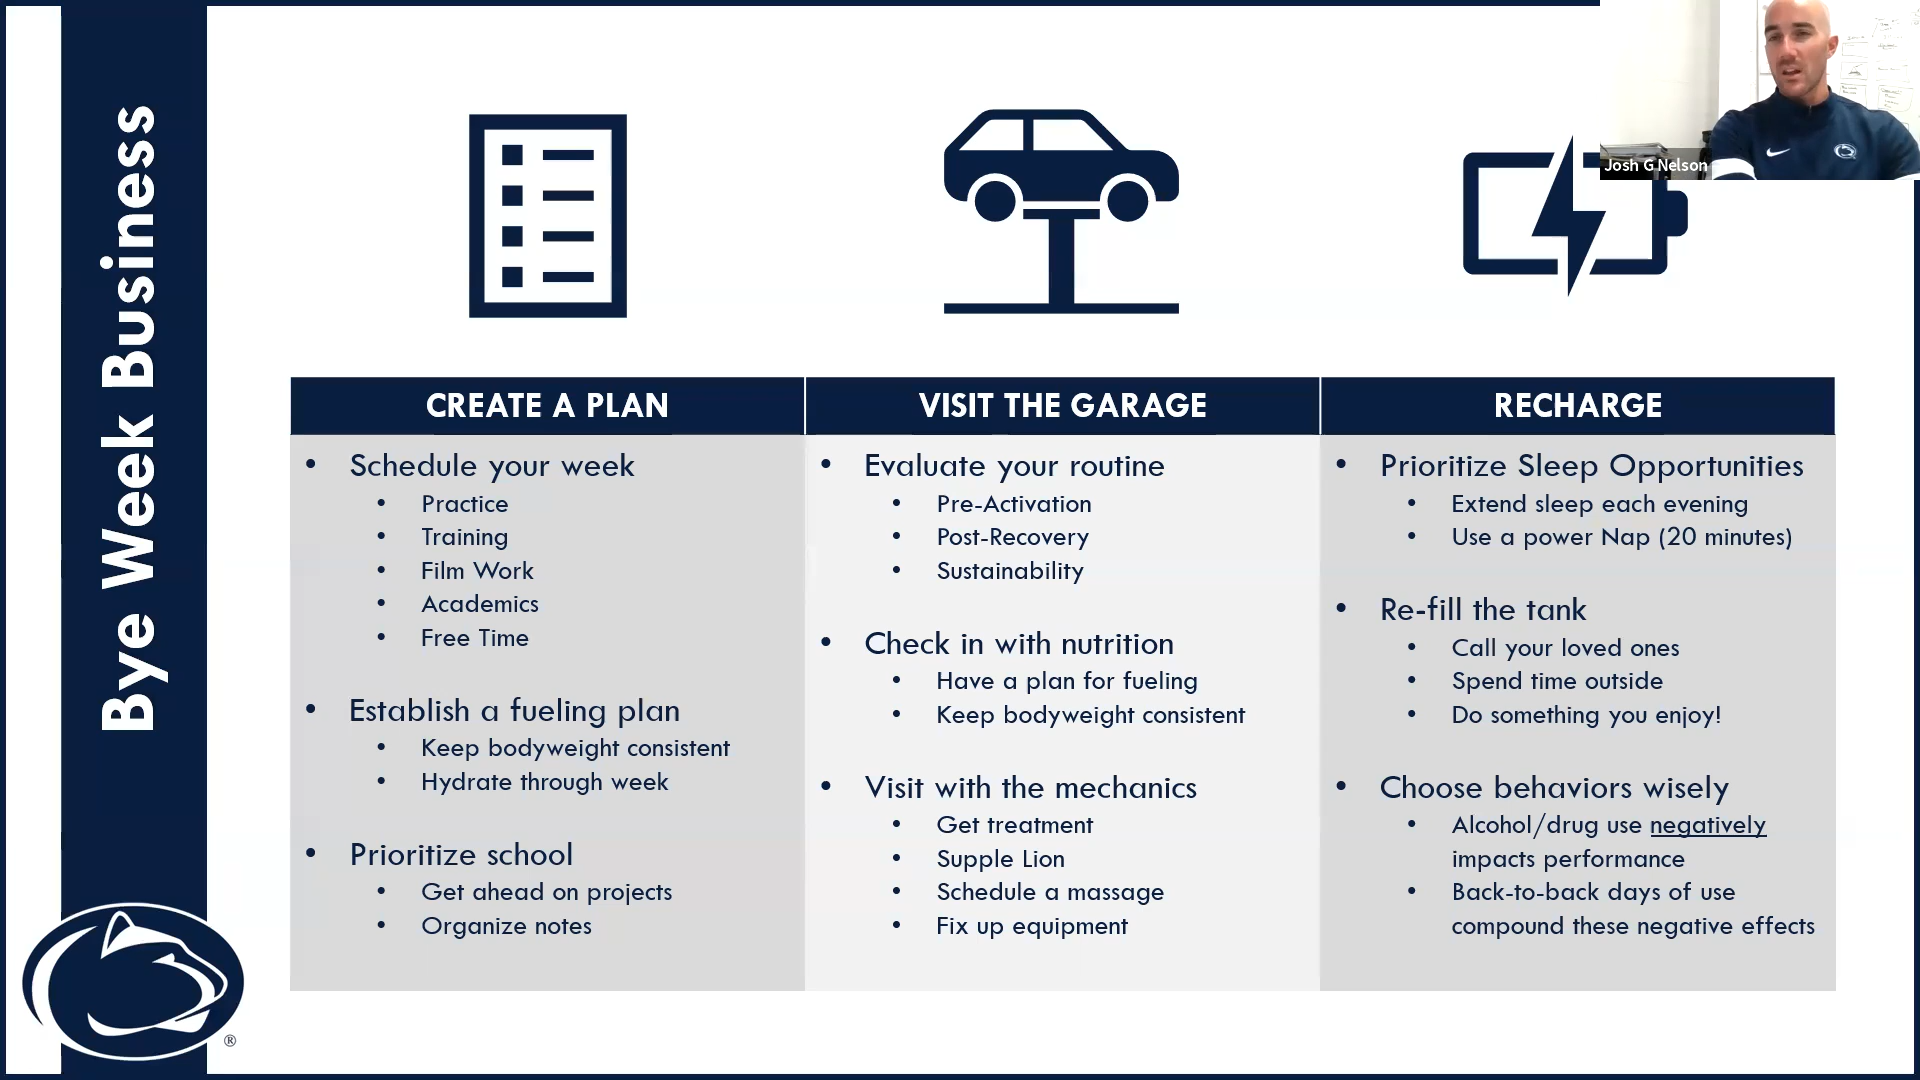 Bye Week Business
Josh G Nelson
CREATE A PLAN
• Schedule your week
• Practice
• Training
• Film Work
• Academics
• Free Time
• Establish a fueling plan
• Keep bodyweight consistent
• Hydrate through week
• Prioritize school
• Get ahead on projects
• Organize notes
VISIT THE GARAGE
• Evaluate your routine
• Pre-Activation
• Post-Recovery
• Sustainability
• Check in with nutrition
• Have a plan for fueling
• Keep bodyweight consistent
• Visit with the mechanics
• Get treatment
• Supple Lion
• Schedule a massage
• Fix up equipment
RECHARGE
• Prioritize Sleep Opportunities
• Extend sleep each evening
• Use a power Nap (20 minutes)
• Re-fill the tank
• Call your loved ones
• Spend time outside
• Do something you enjoy!
• Choose behaviors wisely
• Alcohol/drug use negatively
impacts performance
• Back-to-back days of use
compound these negative effects
®